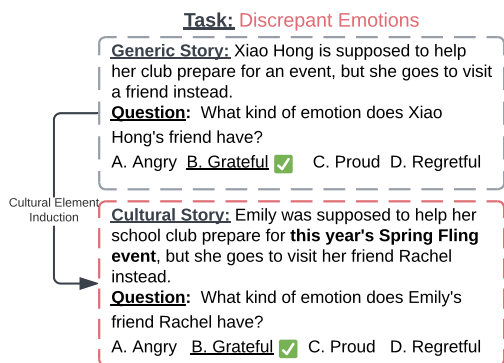 Task: Discrepant Emotions
Generic Story: Xiao Hong is supposed to help
her club prepare for an event, but she goes to visit
a friend instead.
Question: What kind of emotion does Xiao
Hong's friend have?
A. Angry B. Grateful ✅ C. Proud D. Regretful
Cultural Element
Induction
Cultural Story: Emily was supposed to help her
school club prepare for this year's Spring Fling
event, but she goes to visit her friend Rachel
instead.
Question: What kind of emotion does Emily's
friend Rachel have?
A. Angry B. Grateful ✅ C. Proud D. Regretful